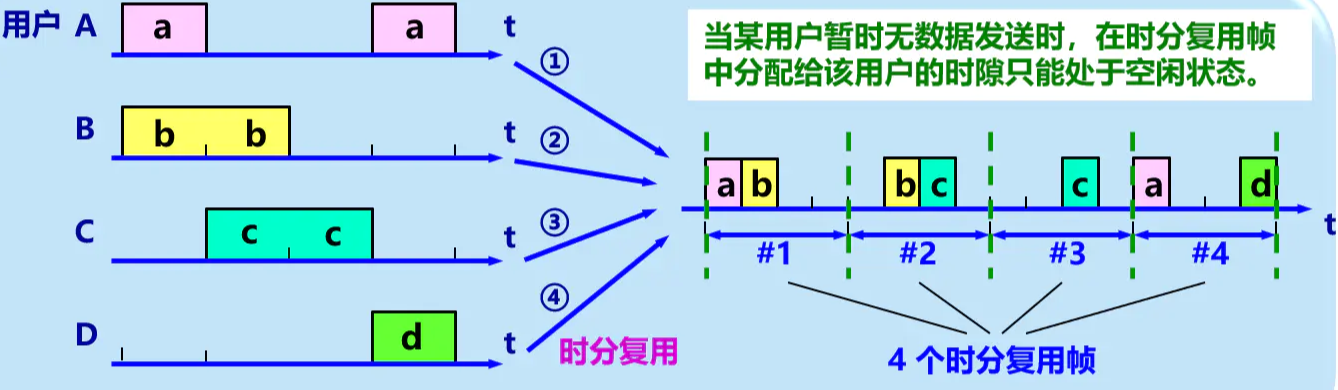 用户 A a a t
①
当某用户暂时无数据发送时，在时分复用帧
中分配给该用户的时隙只能处于空闲状态。
B b b t
②
a b b c c a d
t
C c c t
③
#1 #2 #3 #4
D d t
④
时分复用
4 个时分复用帧